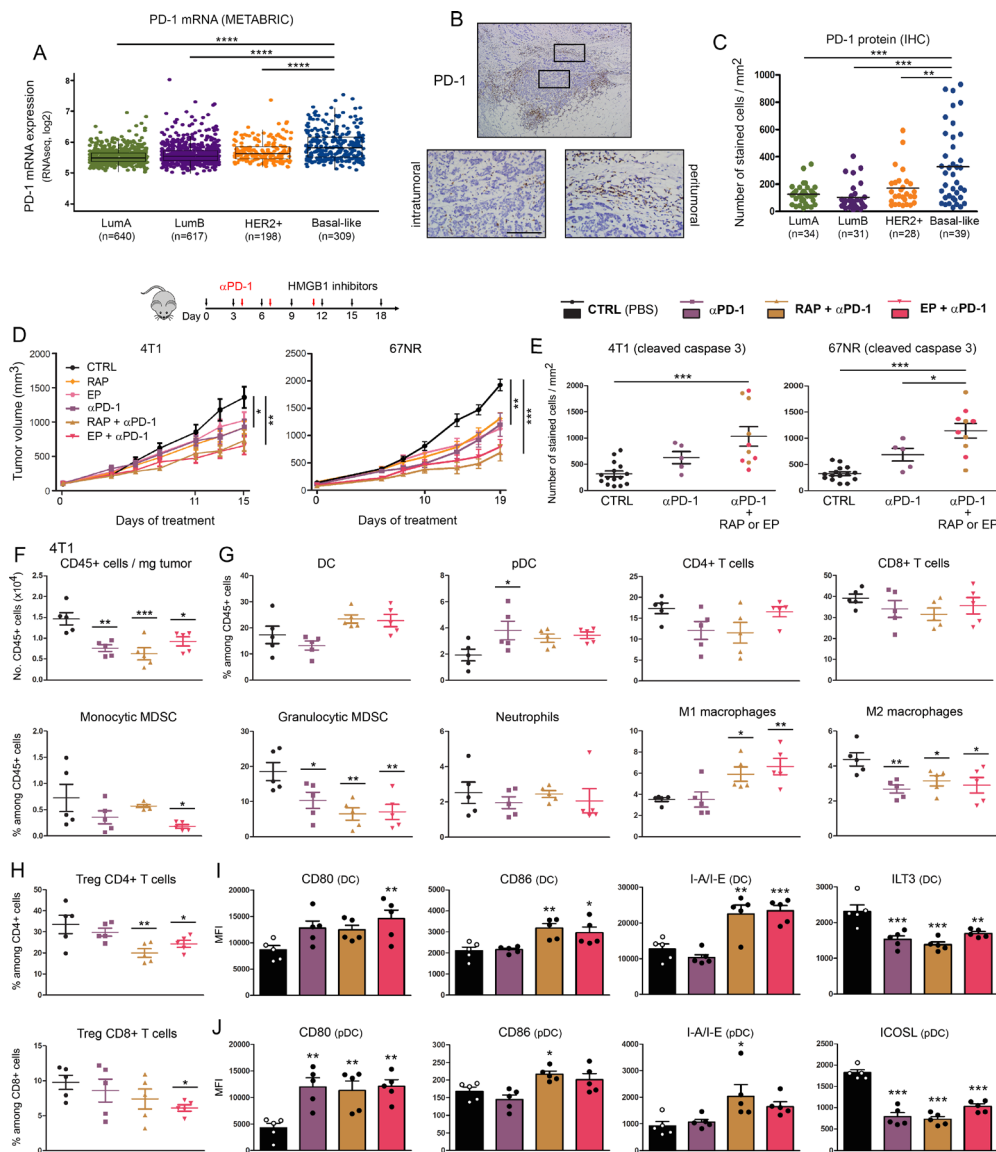 A
PD-1 mRNA (METABRIC)
****
****
****
PD-1 mRNA expression
(RNAseq, log2)
8
7
6
5
4
LumA
(n=640)
LumB
(n=617)
HER2+
(n=198)
Basal-like
(n=309)
B
PD-1
intratumoral
peritumoral
C
PD-1 protein (IHC)
***
***
**
Number of stained cells / mm2
1000
800
600
400
200
0
LumA
(n=34)
LumB
(n=31)
HER2+
(n=28)
Basal-like
(n=39)
αPD-1
HMGB1 inhibitors
Day 0 3 6 9 12 15 18
CTRL (PBS)
αPD-1
RAP + αPD-1
EP + αPD-1
D
4T1
Tumor volume (mm3)
2000
1500
1000
500
0
CTRL
RAP
EP
αPD-1
RAP + αPD-1
EP + αPD-1
*
**
0 11 15
Days of treatment
67NR
2500
2000
1500
1000
500
0
**
***
0 10 19
Days of treatment
E
4T1 (cleaved caspase 3)
***
Number of stained cells / mm2
2000
1500
1000
500
0
CTRL
αPD-1
αPD-1
+
RAP or EP
67NR (cleaved caspase 3)
***
*
2000
1500
1000
500
0
CTRL
αPD-1
αPD-1
+
RAP or EP
F
4T1
CD45+ cells / mg tumor
No. CD45+ cells (x104)
2.0
1.5
1.0
0.5
0.0
**
***
*
G
DC
% among CD45+ cells
40
30
20
10
0
pDC
8
6
4
2
0
*
CD4+ T cells
25
20
15
10
5
0
CD8+ T cells
50
40
30
20
10
0
Monocytic MDSC
% among CD45+ cells
2.0
1.5
1.0
0.5
0.0
*
Granulocytic MDSC
30
20
10
0
*
**
**
Neutrophils
6
4
2
0
M1 macrophages
10
8
6
4
2
0
*
**
M2 macrophages
6
4
2
0
**
*
*
H
Treg CD4+ T cells
% among CD4+ cells
50
40
30
20
10
0
**
*
I
CD80 (DC)
MFI
20000
15000
10000
5000
0
**
CD86 (DC)
6000
5000
4000
3000
2000
1000
0
**
*
I-A/I-E (DC)
30000
20000
10000
0
**
***
ILT3 (DC)
3000
2000
1000
0
***
***
**
Treg CD8+ T cells
% among CD8+ cells
15
10
5
0
*
J
CD80 (pDC)
MFI
20000
15000
10000
5000
0
**
**
**
CD86 (pDC)
300
250
200
150
100
50
0
*
I-A/I-E (pDC)
4000
3000
2000
1000
0
*
ICOSL (pDC)
2500
2000
1500
1000
500
0
***
***
***